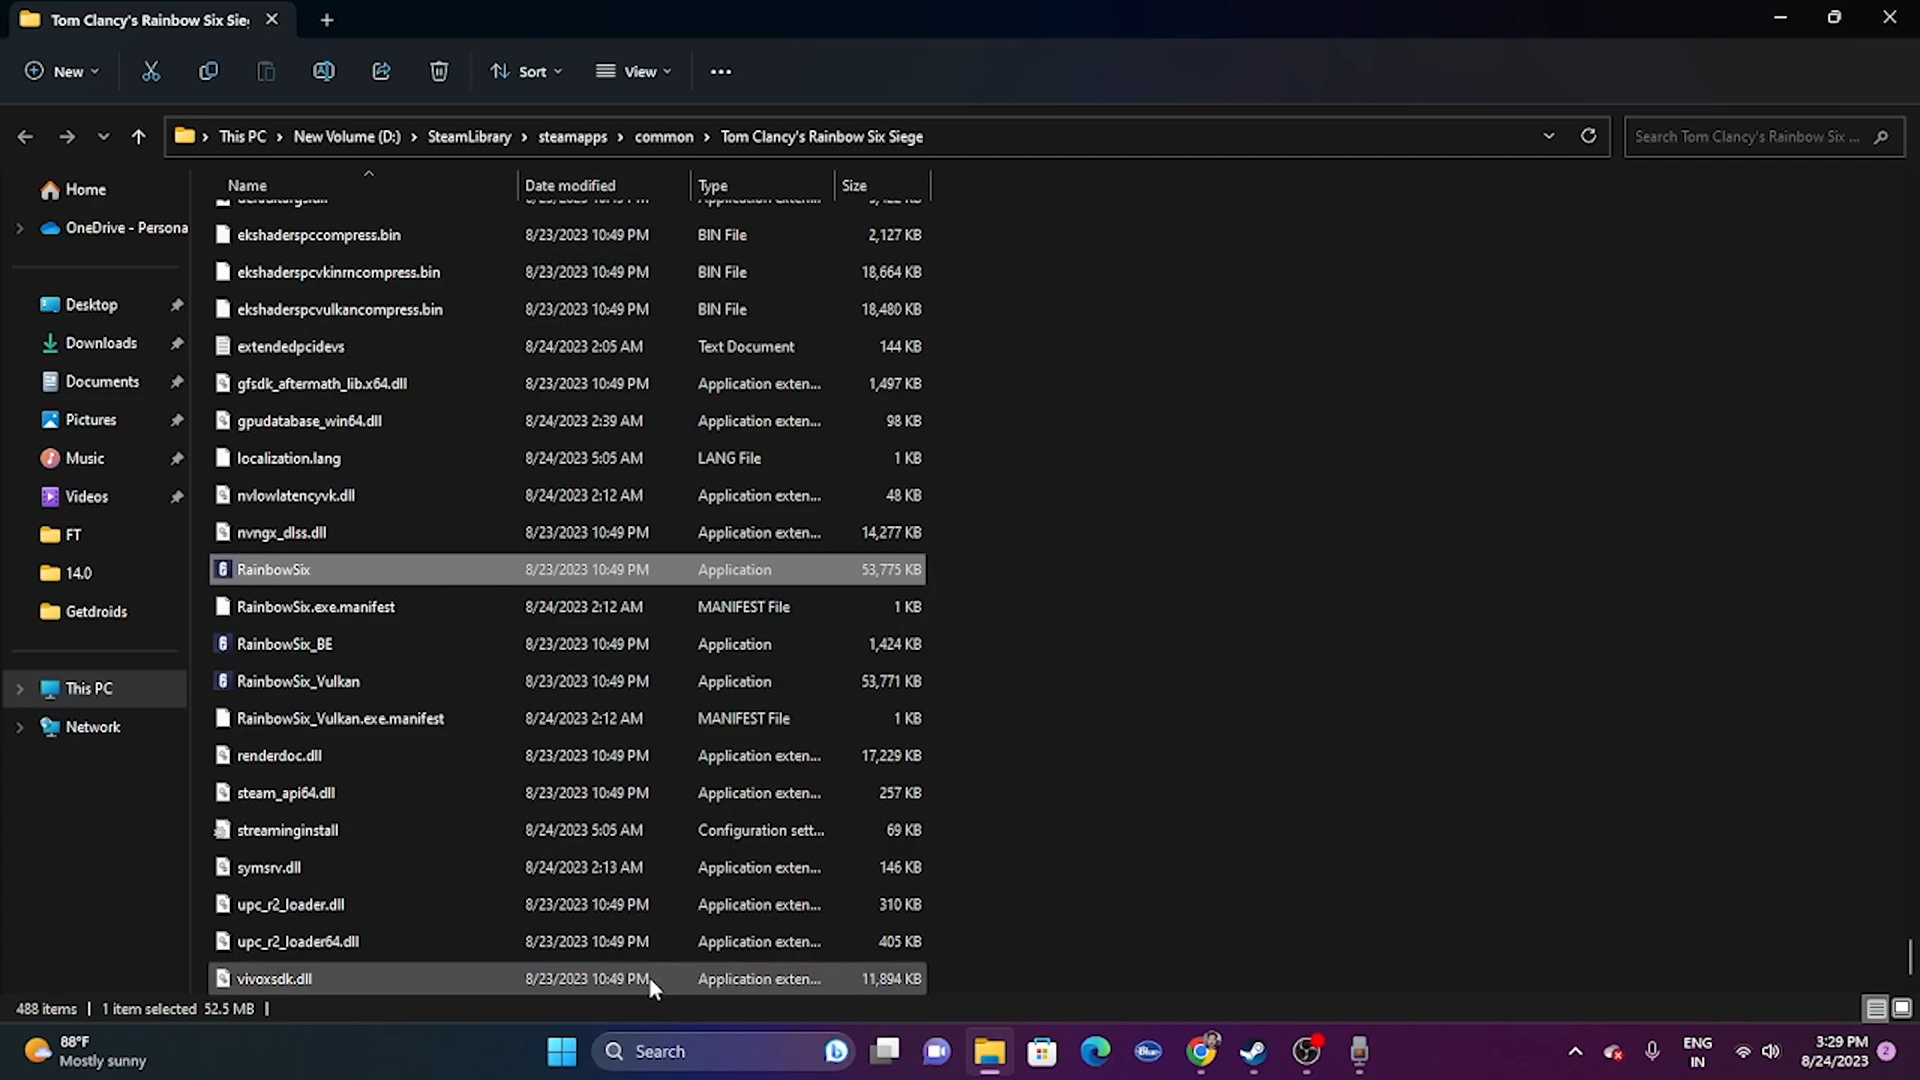 Tom Clancy's Rainbow Six Sie
New
Sort
View
This PC > New Volume (D:) > SteamLibrary > steamapps > common > Tom Clancy's Rainbow Six Siege
Search Tom Clancy's Rainbow Six ...
Home
OneDrive - Persona
Desktop
Downloads
Documents
Pictures
Music
Videos
FT
14.0
Getdroids
This PC
Network
Name Date modified Type Size
ekshaderspccompress.bin 8/23/2023 10:49 PM BIN File 2,127 KB
ekshaderspcvkinrncompress.bin 8/23/2023 10:49 PM BIN File 18,664 KB
ekshaderspcvulkancompress.bin 8/23/2023 10:49 PM BIN File 18,480 KB
extendedpcidevs 8/24/2023 2:05 AM Text Document 144 KB
gfsdk_aftermath_lib.x64.dll 8/23/2023 10:49 PM Application exten... 1,497 KB
gpudatabase_win64.dll 8/24/2023 2:39 AM Application exten... 98 KB
localization.lang 8/24/2023 5:05 AM LANG File 1 KB
nvlowlatencyvk.dll 8/24/2023 2:12 AM Application exten... 48 KB
nvngx_dlss.dll 8/23/2023 10:49 PM Application exten... 14,277 KB
RainbowSix 8/23/2023 10:49 PM Application 53,775 KB
RainbowSix.exe.manifest 8/24/2023 2:12 AM MANIFEST File 1 KB
RainbowSix_BE 8/23/2023 10:49 PM Application 1,424 KB
RainbowSix_Vulkan 8/23/2023 10:49 PM Application 53,771 KB
RainbowSix_Vulkan.exe.manifest 8/24/2023 2:12 AM MANIFEST File 1 KB
renderdoc.dll 8/23/2023 10:49 PM Application exten... 17,229 KB
steam_api64.dll 8/23/2023 10:49 PM Application exten... 257 KB
streaminginstall 8/24/2023 5:05 AM Configuration sett... 69 KB
symsrv.dll 8/24/2023 2:13 AM Application exten... 146 KB
upc_r2_loader.dll 8/23/2023 10:49 PM Application exten... 310 KB
upc_r2_loader64.dll 8/23/2023 10:49 PM Application exten... 405 KB
vivoxsdk.dll 8/23/2023 10:49 PM Application exten... 11,894 KB
488 items | 1 item selected 52.5 MB |
88°F
Mostly sunny
Search
ENG
IN
3:29 PM
8/24/2023
2